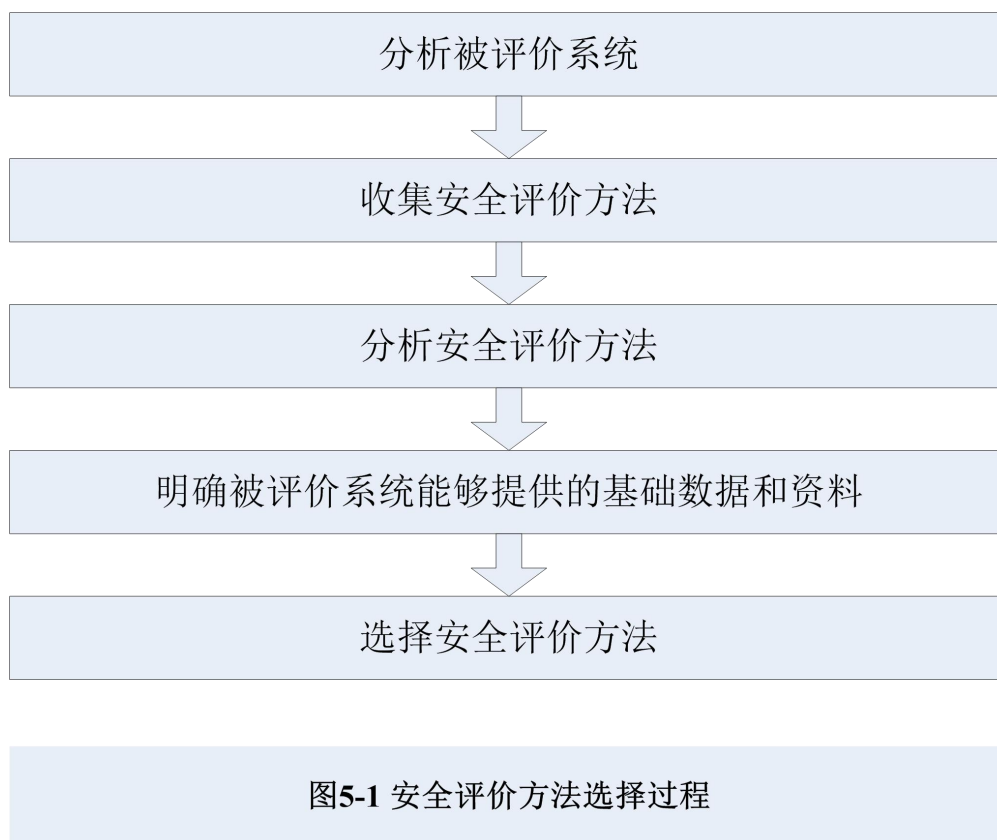 分析被评价系统
收集安全评价方法
分析安全评价方法
明确被评价系统能够提供的基础数据和资料
选择安全评价方法
图5-1 安全评价方法选择过程